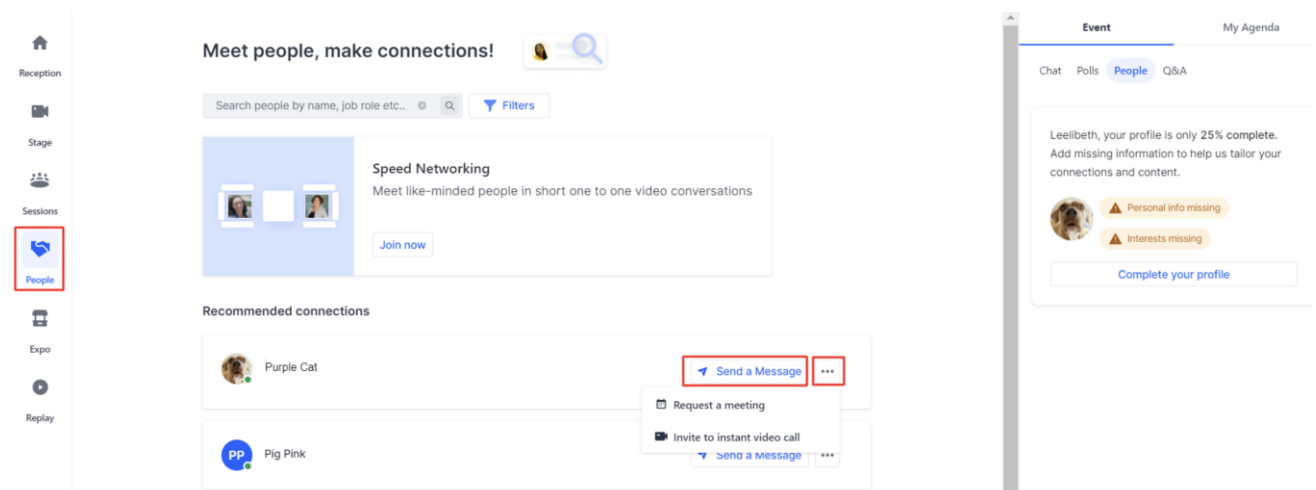 Reception
Stage
Sessions
People
Expo
Replay
Meet people, make connections!
Search people by name, job role etc..
Filters
Speed Networking
Meet like-minded people in short one to one video conversations
Join now
Recommended connections
Purple Cat
Send a Message
Request a meeting
Invite to instant video call
PP
Pig Pink
Send a Message
Event
My Agenda
Chat
Polls
People
Q&A
Leelibeth, your profile is only 25% complete.
Add missing information to help us tailor your
connections and content.
Personal info missing
Interests missing
Complete your profile